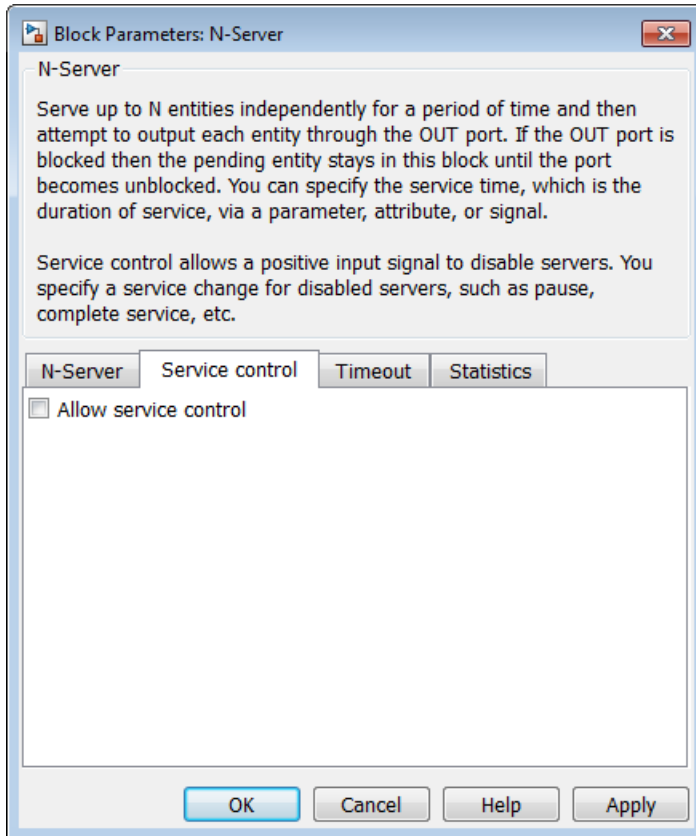 Block Parameters: N-Server
N-Server
Serve up to N entities independently for a period of time and then
attempt to output each entity through the OUT port. If the OUT port is
blocked then the pending entity stays in this block until the port
becomes unblocked. You can specify the service time, which is the
duration of service, via a parameter, attribute, or signal.
Service control allows a positive input signal to disable servers. You
specify a service change for disabled servers, such as pause,
complete service, etc.
N-Server Service control Timeout Statistics
Allow service control
OK Cancel Help Apply